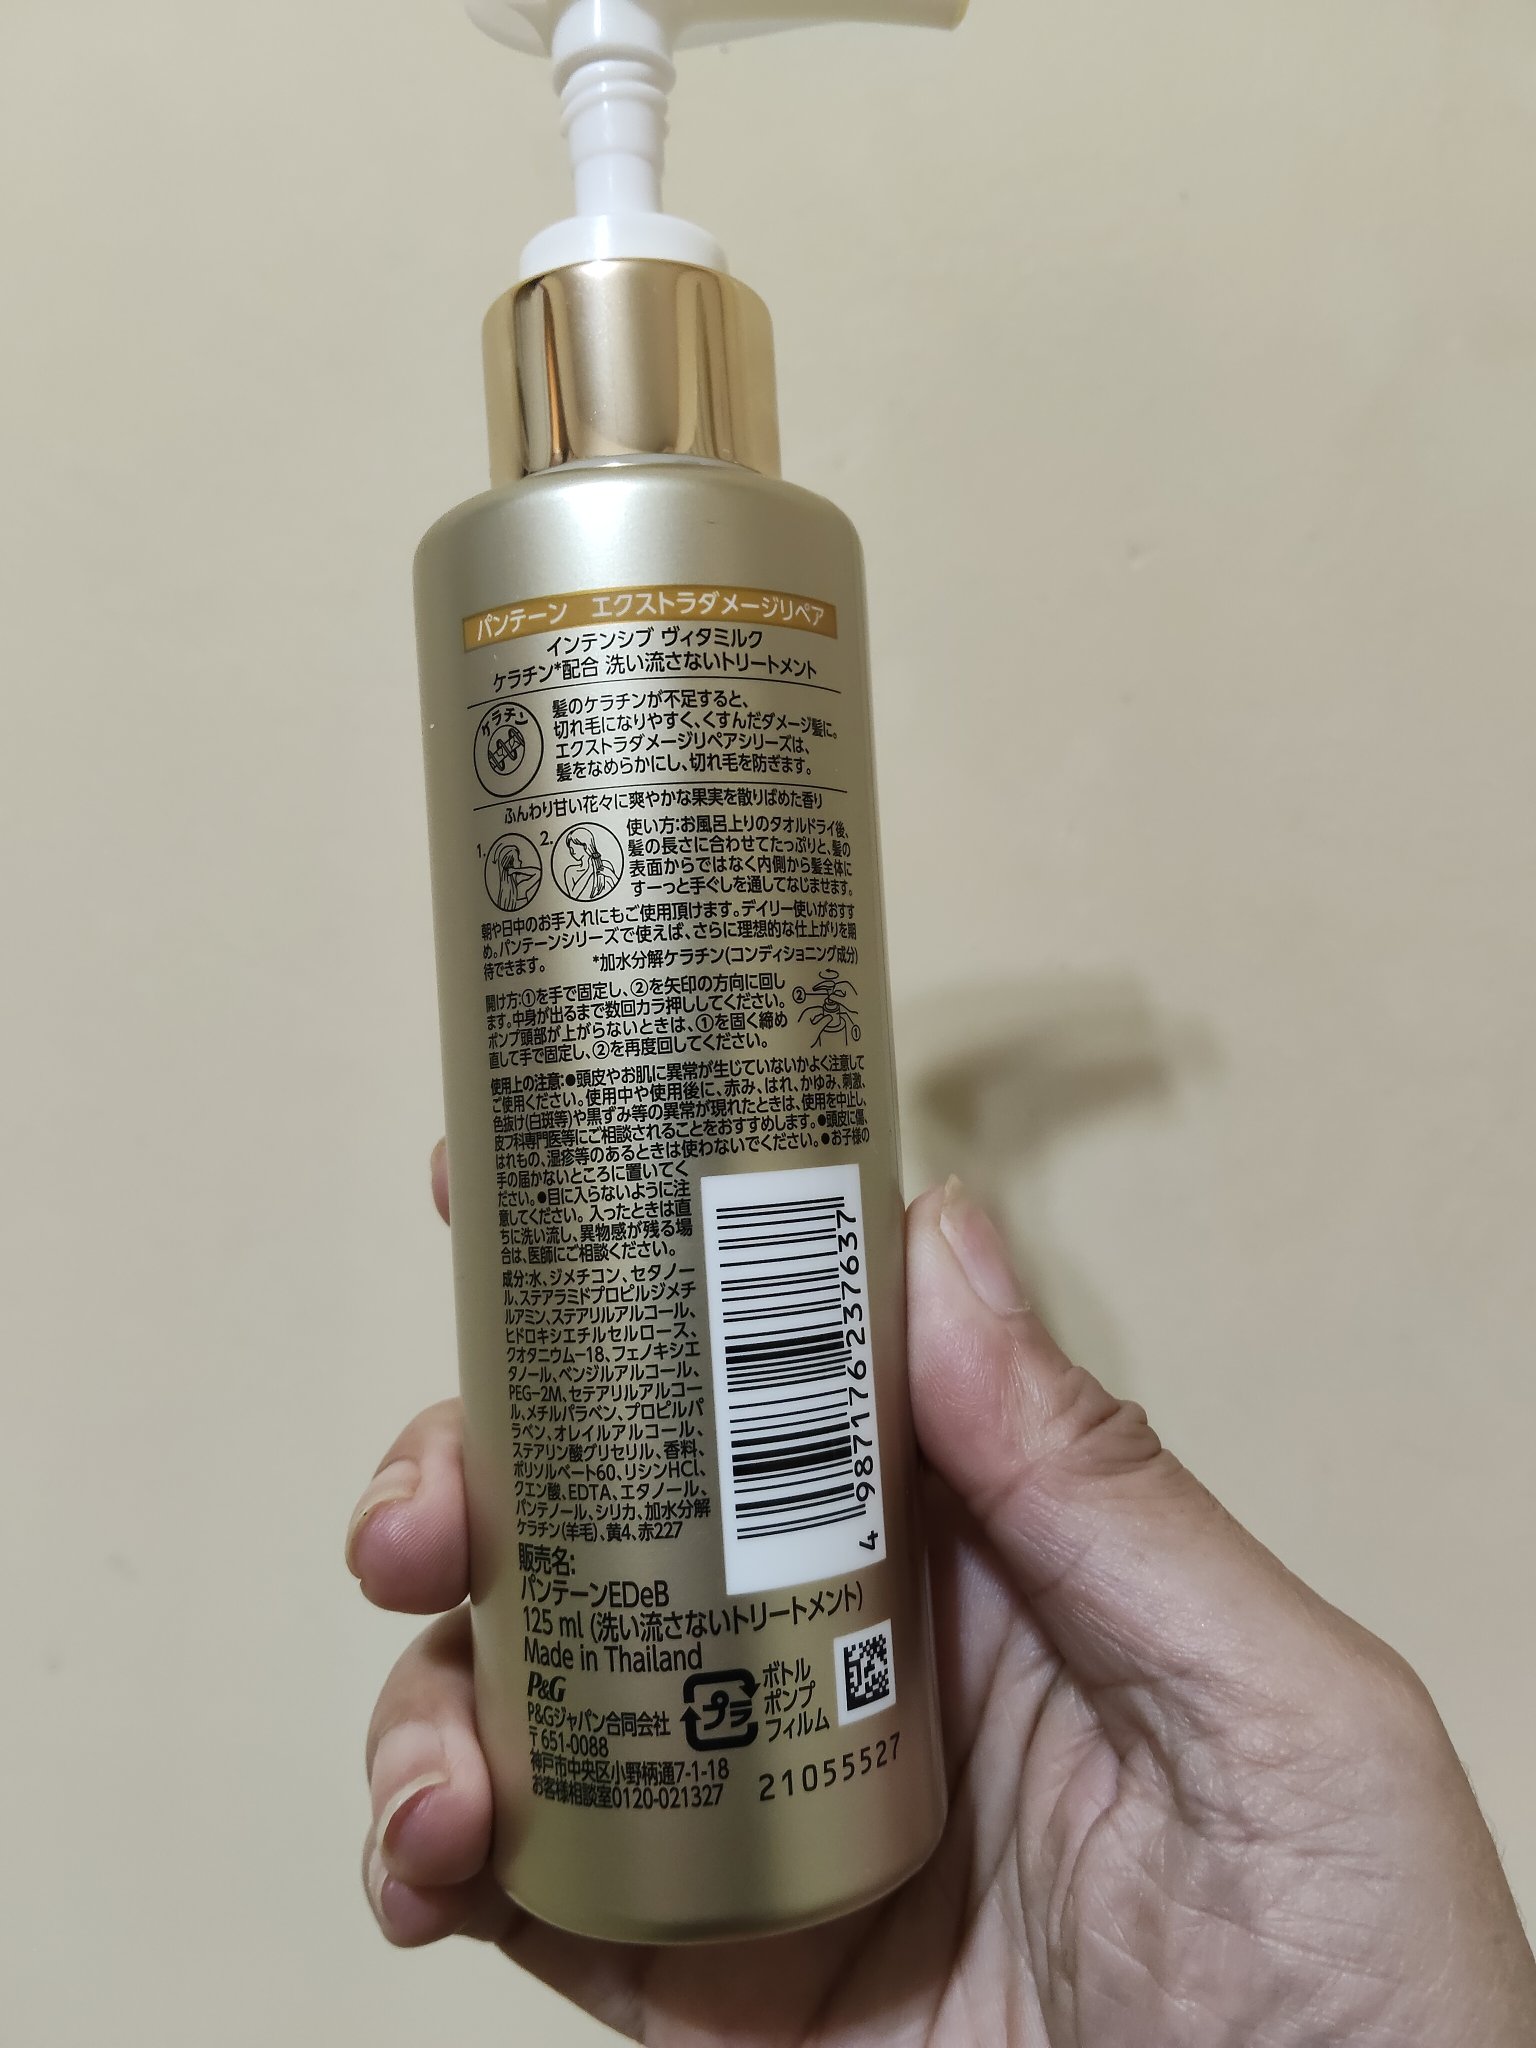 パンテーン エクストラダメージリペア
インテンシブ ヴィタミルク
ケラチン*配合 洗い流さないトリートメント
ケラチン
髪のケラチンが不足すると、
切れ毛になりやすく、くすんだダメージ髪に。
エクストラダメージリペアシリーズは、
髪をなめらかにし、切れ毛を防ぎます。
ふんわり甘い花々に爽やかな果実を散りばめた香り
1.
2.
使い方:お風呂上りのタオルドライ後、
髪の長さに合わせてたっぷりと、髪の
表面からではなく内側から髪全体に
すーっと手ぐしを通してなじませます。
朝や日中のお手入れにもご使用頂けます。デイリー使いがおすす
め。パンテーンシリーズで使えば、さらに理想的な仕上がりを期
待できます。 *加水分解ケラチン(コンディショニング成分)
開け方:①を手で固定し、②を矢印の方向に回し
ます。中身が出るまで数回カラ押ししてください。
ポンプ頭部が上がらないときは、①を固く締め
直して手で固定し、②を再度回してください。
②
①
使用上の注意:●頭皮やお肌に異常が生じていないかよく注意して
ご使用ください。使用中や使用後に、赤み、はれ、かゆみ、刺激、
色抜け(白斑等)や黒ずみ等の異常が現れたときは、使用を中止し、
皮フ科専門医等にご相談されることをおすすめします。●頭皮に傷、
はれもの、湿疹等のあるときは使わないでください。●お子様の
手の届かないところに置いてく
ださい。●目に入らないように注
意してください。入ったときは直
ちに洗い流し、異物感が残る場
合は、医師にご相談ください。
成分:水、ジメチコン、セタノー
ル、ステアラミドプロピルジメチ
ルアミン、ステアリルアルコール、
ヒドロキシエチルセルロース、
クオタニウム-18、フェノキシエ
タノール、ベンジルアルコール、
PEG-2M、セテアリルアルコー
ル、メチルパラベン、プロピルパ
ラベン、オレイルアルコール、
ステアリン酸グリセリル、香料、
ポリソルベート60、リシンHCl、
クエン酸、EDTA、エタノール、
パンテノール、シリカ、加水分解
ケラチン(羊毛)、黄4、赤227
4 987176 237637
販売名:
パンテーンEDeB
125 ml (洗い流さないトリートメント)
Made in Thailand
P&G
P&Gジャパン合同会社
〒651-0088
神戸市中央区小野柄通7-1-18
お客様相談室0120-021327
プラ
ボトル
ポンプ
フィルム
21055527